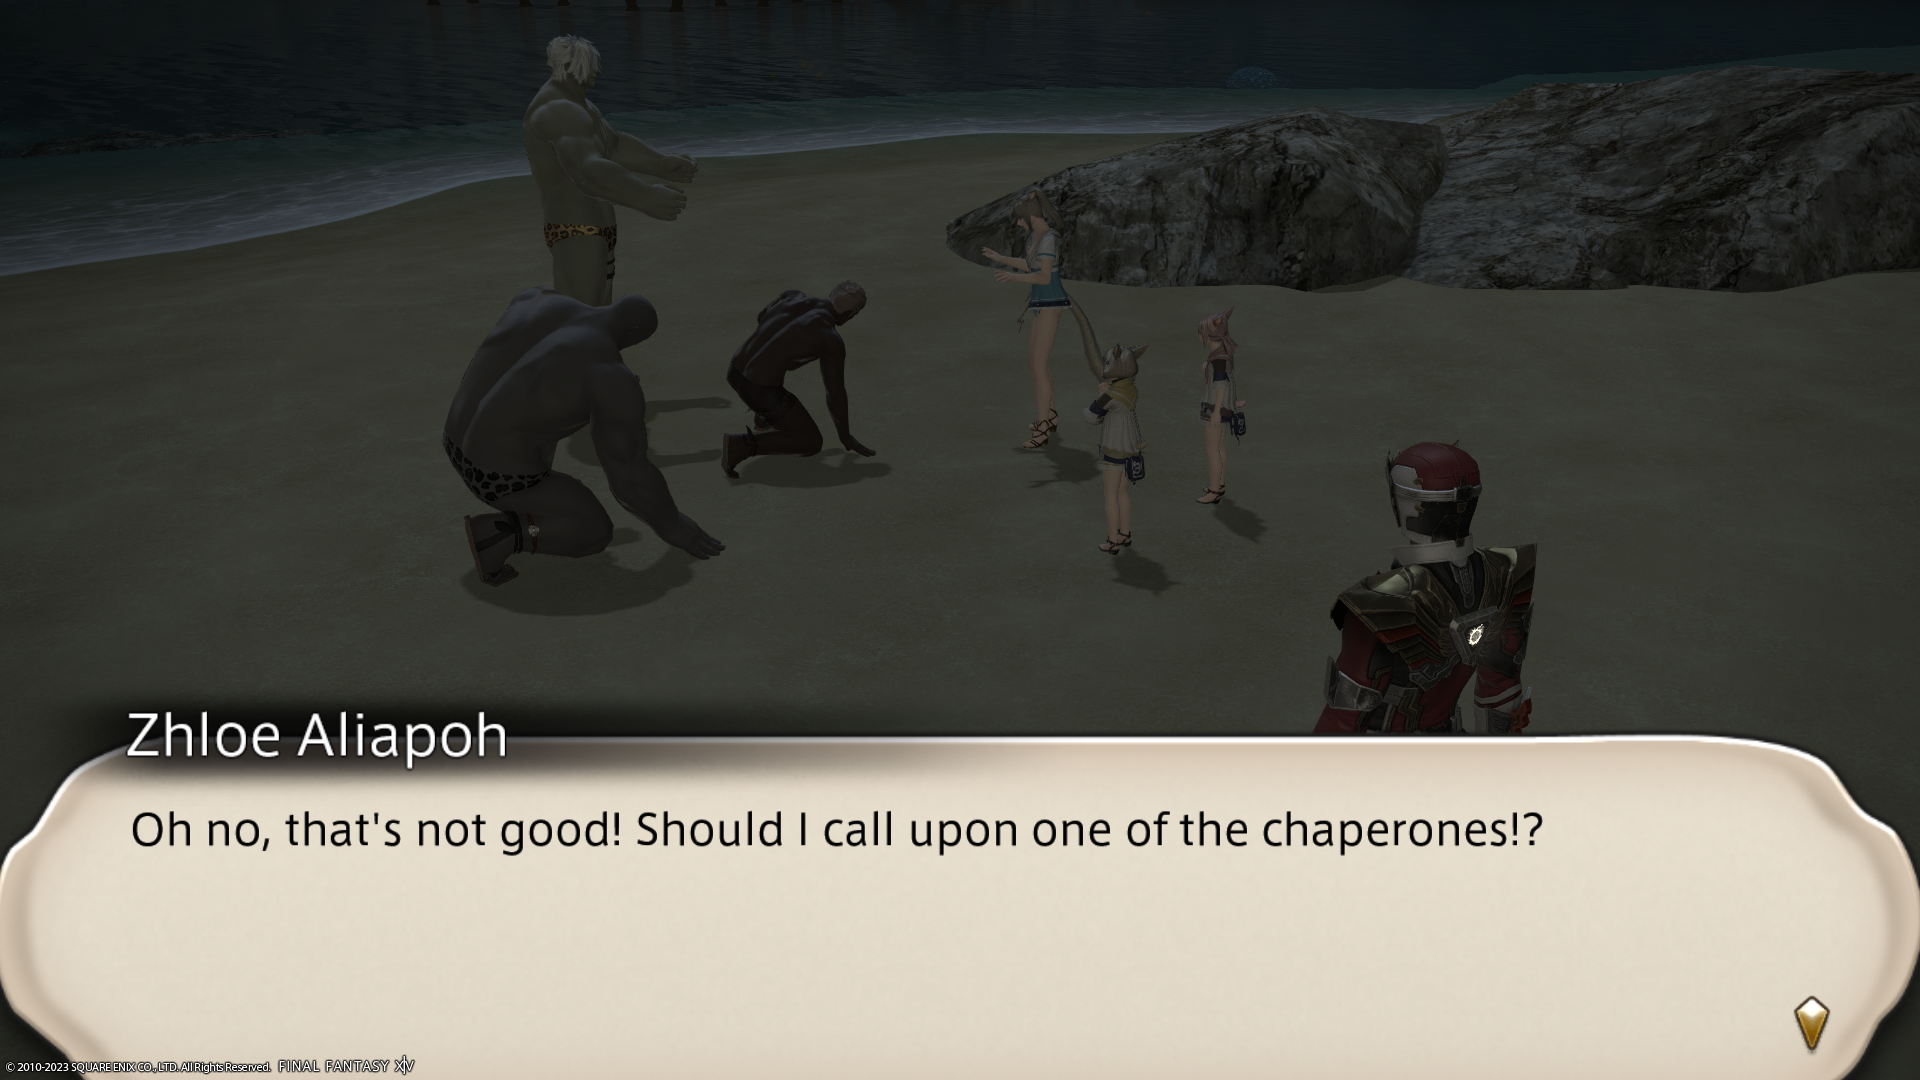 Zhloe Aliapoh
Oh no, that's not good! Should I call upon one of the chaperones!?
© 2010-2023 SQUARE ENIX CO., LTD. All Rights Reserved. FINAL FANTASY XIV